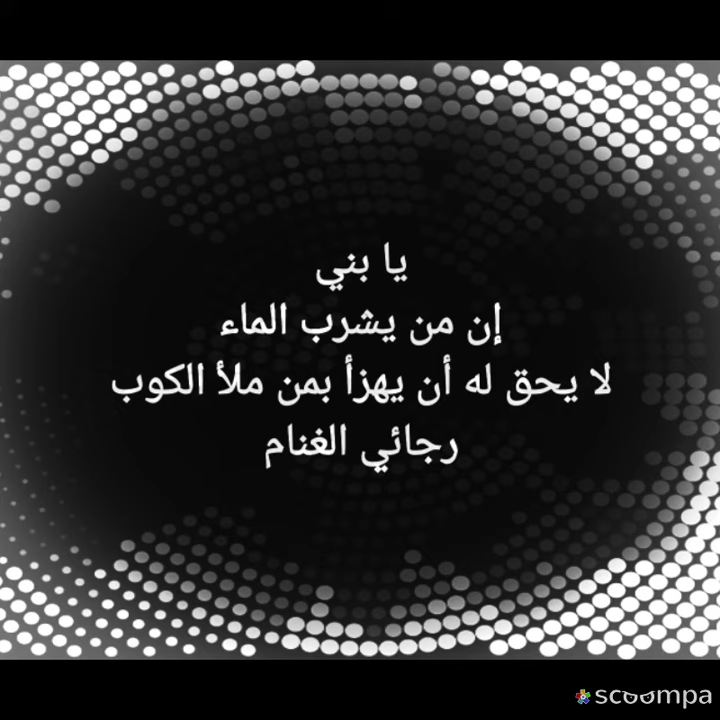 يا بني
إن من يشرب الماء
لا يحق له أن يهزأ بمن ملأ الكوب
رجائي الغنام
scoompa